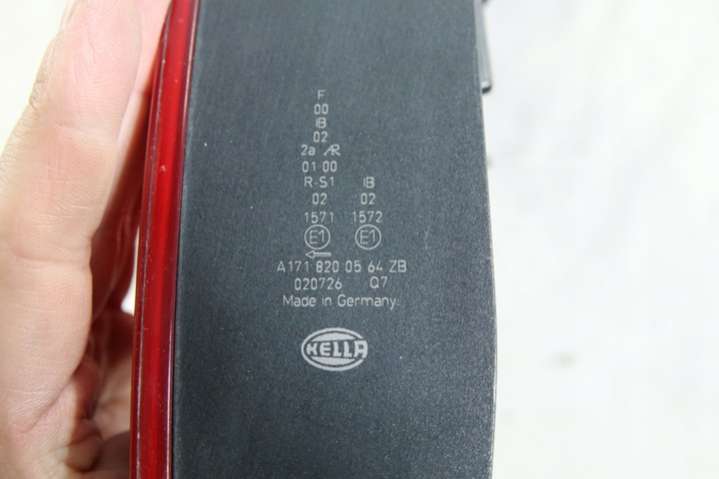 F
00
IB
02
2a AR
01 00
R-S1 IB
02 02
1571 1572
E1 E1
A171 820 05 64 ZB
020726 Q7
Made in Germany
HELLA